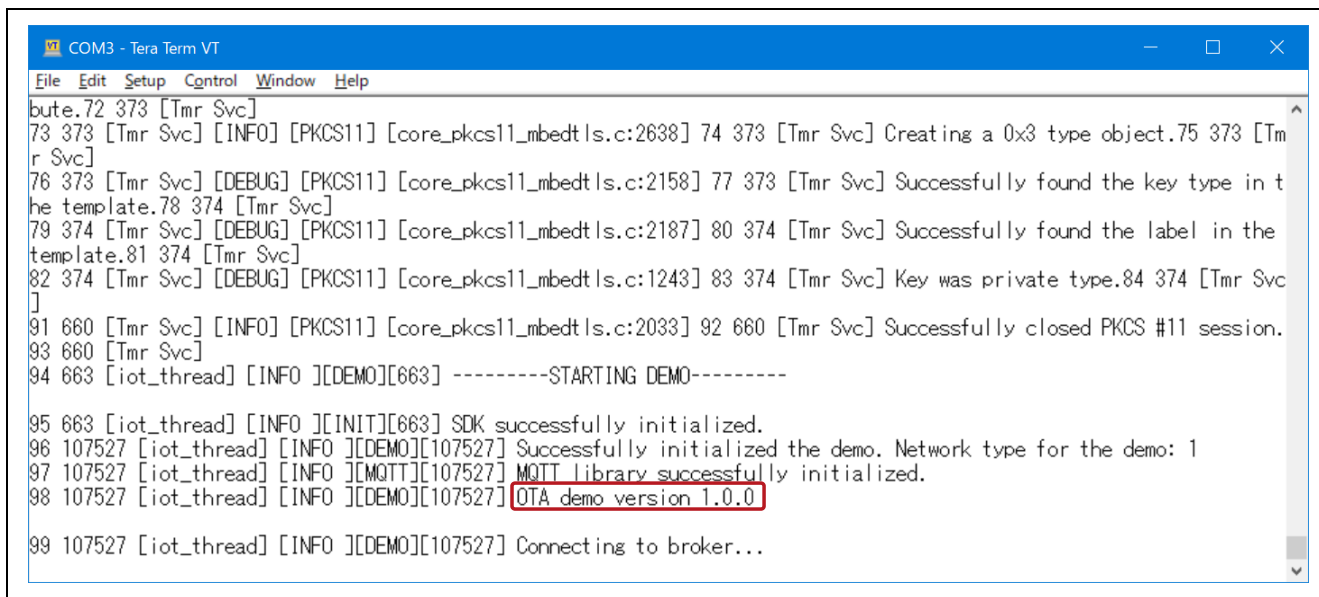 COM3 - Tera Term VT
File Edit Setup Control Window Help
bute.72 373 [Tmr Svc]
73 373 [Tmr Svc] [INFO] [PKCS11] [core_pkcs11_mbedtls.c:2638] 74 373 [Tmr Svc] Creating a 0x3 type object.75 373 [Tm
r Svc]
76 373 [Tmr Svc] [DEBUG] [PKCS11] [core_pkcs11_mbedtls.c:2158] 77 373 [Tmr Svc] Successfully found the key type in t
he template.78 374 [Tmr Svc]
79 374 [Tmr Svc] [DEBUG] [PKCS11] [core_pkcs11_mbedtls.c:2187] 80 374 [Tmr Svc] Successfully found the label in the
template.81 374 [Tmr Svc]
82 374 [Tmr Svc] [DEBUG] [PKCS11] [core_pkcs11_mbedtls.c:1243] 83 374 [Tmr Svc] Key was private type.84 374 [Tmr Svc
]
91 660 [Tmr Svc] [INFO] [PKCS11] [core_pkcs11_mbedtls.c:2033] 92 660 [Tmr Svc] Successfully closed PKCS #11 session.
93 660 [Tmr Svc]
94 663 [iot_thread] [INFO ][DEMO][663] ---------STARTING DEMO---------
95 663 [iot_thread] [INFO ][INIT][663] SDK successfully initialized.
96 107527 [iot_thread] [INFO ][DEMO][107527] Successfully initialized the demo. Network type for the demo: 1
97 107527 [iot_thread] [INFO ][MQTT][107527] MQTT library successfully initialized.
98 107527 [iot_thread] [INFO ][DEMO][107527] OTA demo version 1.0.0
99 107527 [iot_thread] [INFO ][DEMO][107527] Connecting to broker...